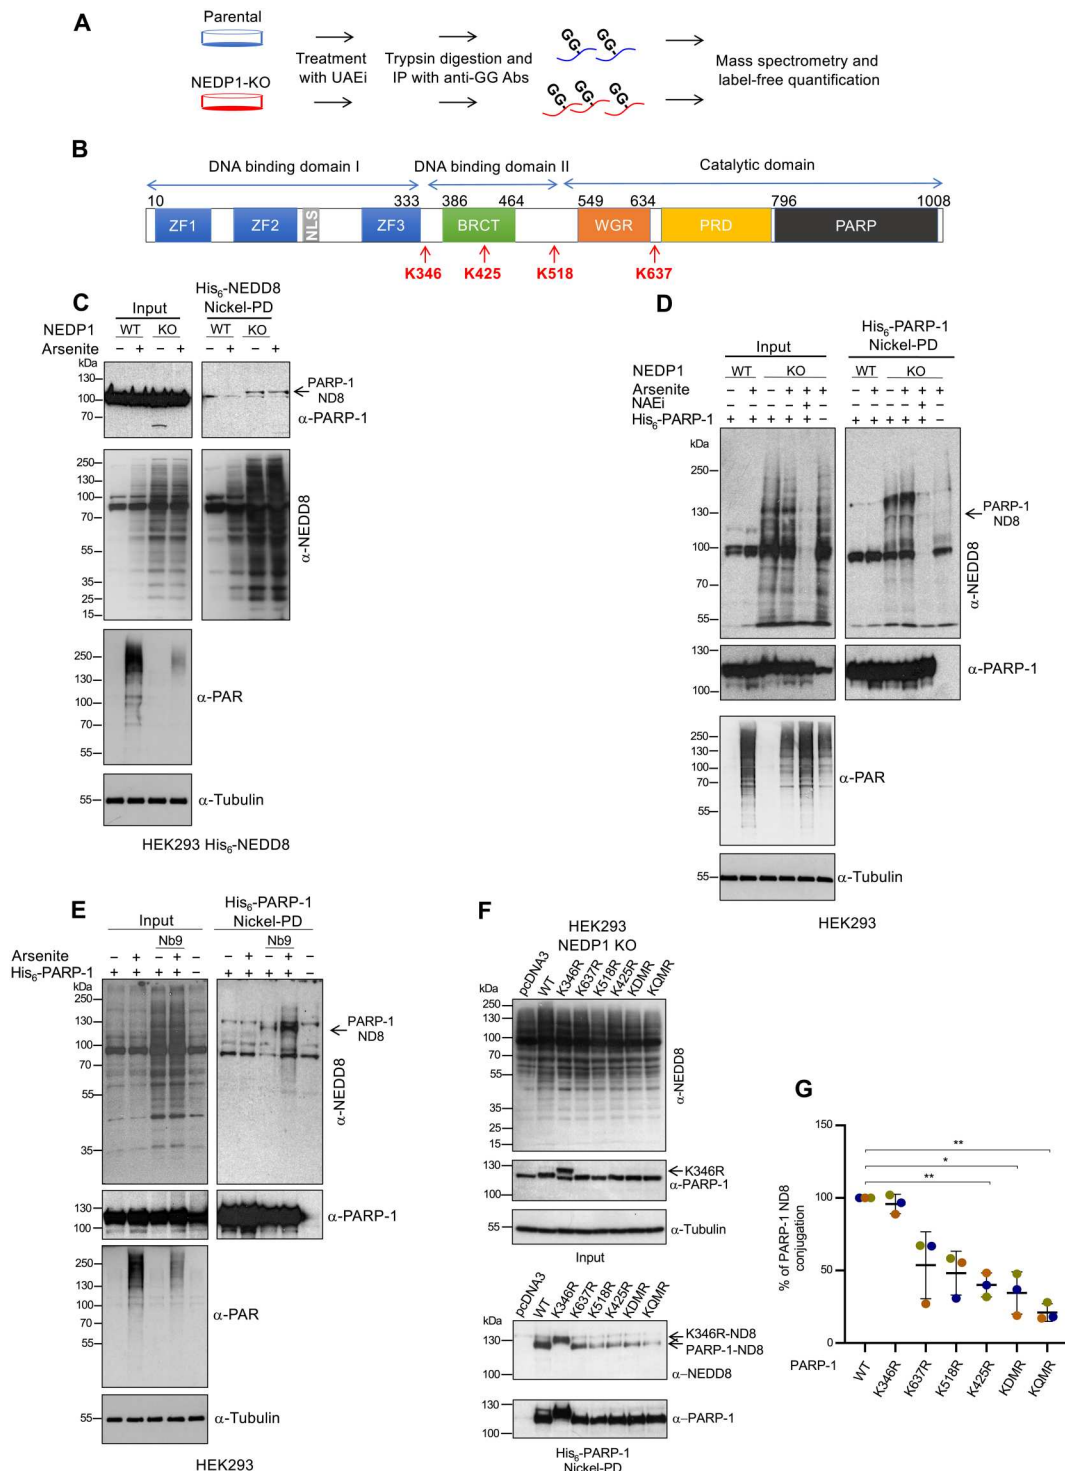 A
Parental
NEDP1-KO
Treatment
with UAEi
Trypsin digestion and
IP with anti-GG Abs
GG GG
GG GG GG
Mass spectrometry and
label-free quantification
B
DNA binding domain I
DNA binding domain II
Catalytic domain
10 333 386 464 549 634 796 1008
ZF1 ZF2 NLS ZF3 BRCT WGR PRD PARP
K346 K425 K518 K637
C
Input
His6-NEDD8
Nickel-PD
NEDP1 WT KO WT KO
Arsenite – + – + – + – +
kDa
130
100
70
PARP-1
ND8
α-PARP-1
250
130
100
70
55
35
25
15
α-NEDD8
250
130
100
70
55
α-PAR
55
α-Tubulin
HEK293 His6-NEDD8
D
Input
His6-PARP-1
Nickel-PD
NEDP1 WT KO WT KO
Arsenite – + – + + + – + – + + +
NAEi – – – – + – – – – – + –
His6-PARP-1 + + + + + – + + + + + –
kDa
250
130
100
70
55
PARP-1
ND8
α-NEDD8
130
100
α-PARP-1
250
130
100
70
55
α-PAR
55
α-Tubulin
HEK293
E
Input
His6-PARP-1
Nickel-PD
Nb9 Nb9
Arsenite – + – + – – + – + –
His6-PARP-1 + + + + – + + + + –
kDa
250
130
100
70
55
35
PARP-1
ND8
α-NEDD8
130
100
α-PARP-1
250
130
100
70
55
α-PAR
55
α-Tubulin
HEK293
F
HEK293
NEDP1 KO
pcDNA3 WT K346R K637R K518R K425R KDMR KQMR
kDa
250
130
100
55
35
25
15
α-NEDD8
130
100
K346R
α-PARP-1
55
α-Tubulin
Input
pcDNA3 WT K346R K637R K518R K425R KDMR KQMR
kDa
130
100
K346R-ND8
PARP-1-ND8
α–NEDD8
130
100
α–PARP-1
His6-PARP-1
Nickel-PD
G
% of PARP-1 ND8
conjugation
150
100
50
0
**
*
**
PARP-1
WT K346R K637R K518R K425R KDMR KQMR